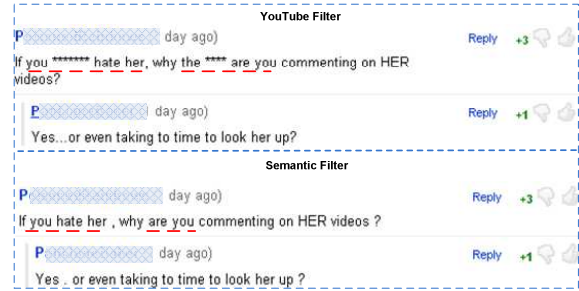 YouTube Filter
P day ago) Reply +3
If you ******* hate her, why the **** are you commenting on HER
videos?
P day ago) Reply +1
Yes...or even taking to time to look her up?
Semantic Filter
P day ago) Reply +3
If you hate her , why are you commenting on HER videos ?
P day ago) Reply +1
Yes . or even taking to time to look her up ?